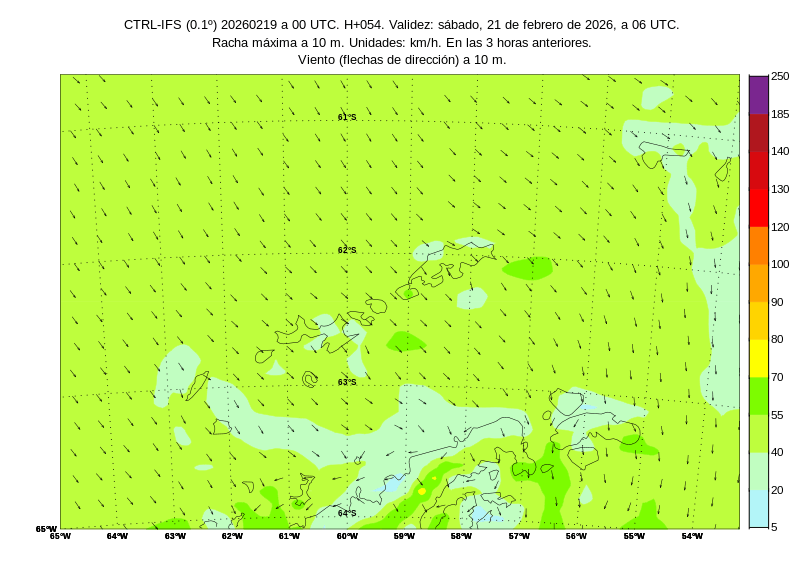 CTRL-IFS (0.1º) 20260219 a 00 UTC. H+054. Validez: sábado, 21 de febrero de 2026, a 06 UTC.
Racha máxima a 10 m. Unidades: km/h. En las 3 horas anteriores.
Viento (flechas de dirección) a 10 m.
250
185
140
130
120
100
90
80
70
55
40
20
5
61°S
62°S
63°S
64°S
65°W
65°W 64°W 63°W 62°W 61°W 60°W 59°W 58°W 57°W 56°W 55°W 54°W